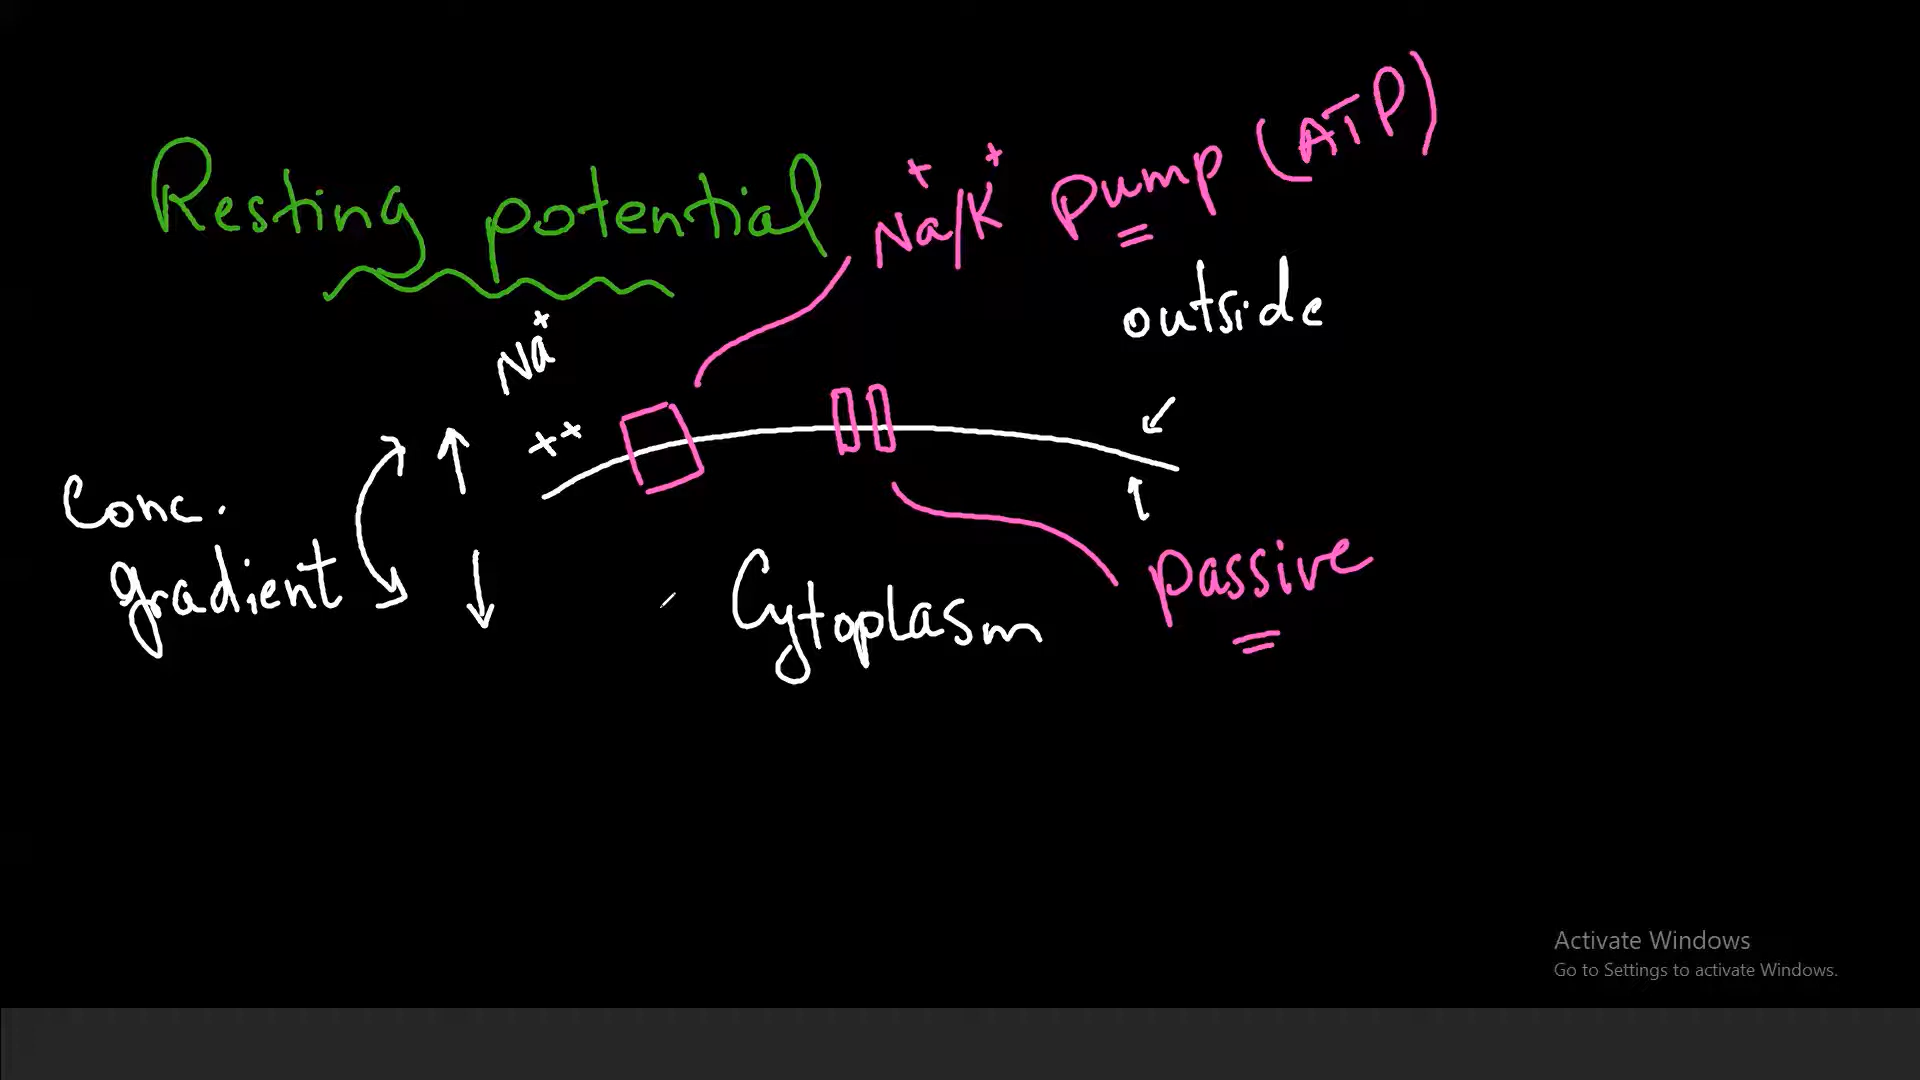 Resting potential
Na⁺/K⁺ pump (ATP)
outside
Na⁺
++
Conc.
gradient
Cytoplasm
passive
Activate Windows
Go to Settings to activate Windows.